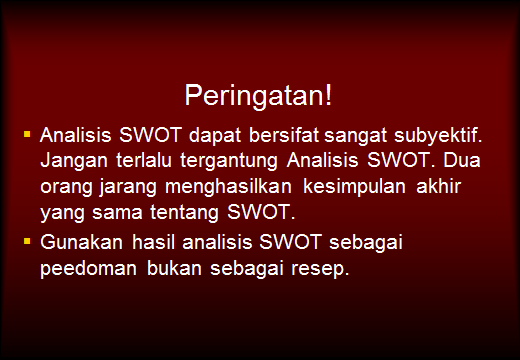 Peringatan!
Analisis SWOT dapat bersifat sangat subyektif.
Jangan terlalu tergantung Analisis SWOT. Dua
orang jarang menghasilkan kesimpulan akhir
yang sama tentang SWOT.
Gunakan hasil analisis SWOT sebagai
peedoman bukan sebagai resep.